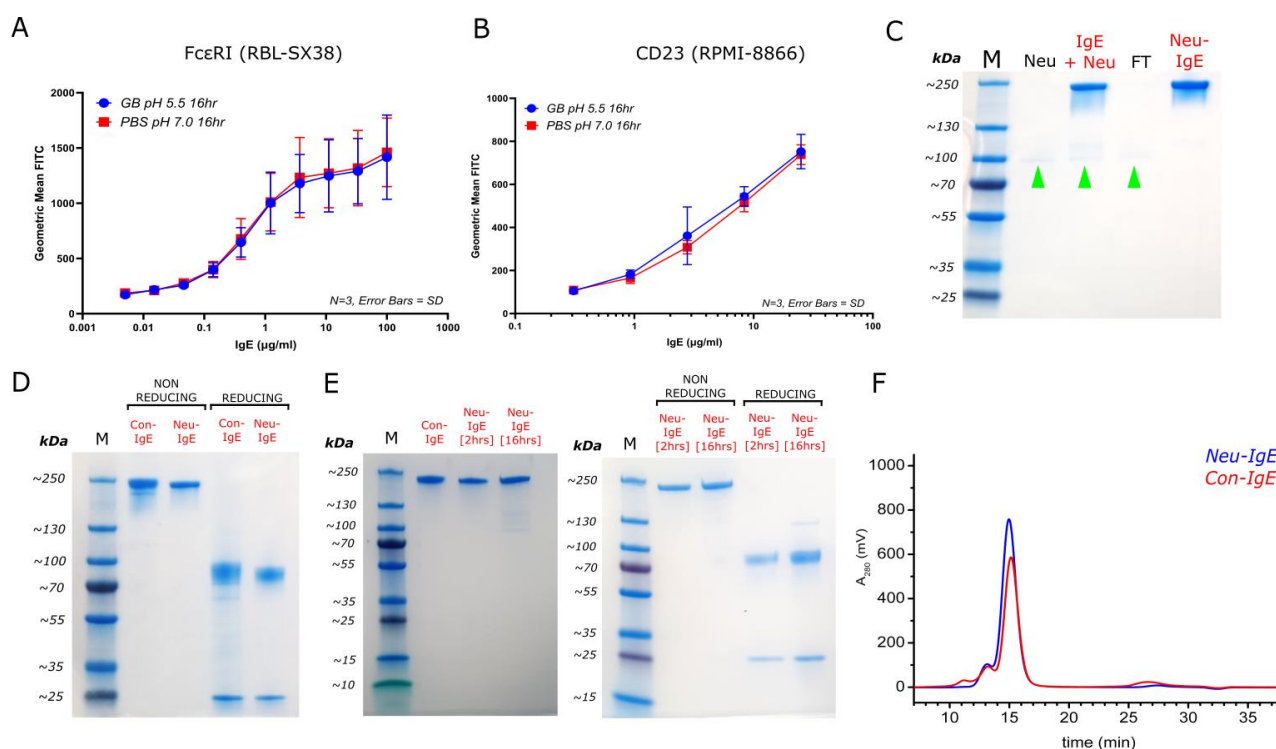 A
FcεRI (RBL-SX38)
GB pH 5.5 16hr
PBS pH 7.0 16hr
Geometric Mean FITC
2000
1500
1000
500
0
0.001 0.01 0.1 1 10 100 1000
N=3, Error Bars = SD
IgE (µg/ml)
B
CD23 (RPMI-8866)
GB pH 5.5 16hr
PBS pH 7.0 16hr
Geometric Mean FITC
1000
800
600
400
200
0
0.1 1 10 100
N=3, Error Bars = SD
IgE (µg/ml)
C
kDa M Neu IgE + Neu FT Neu-IgE
~250
~130
~100
~70
~55
~35
~25
D
NON REDUCING
REDUCING
kDa M Con-IgE Neu-IgE Con-IgE Neu-IgE
~250
~130
~100
~70
~55
~35
~25
E
kDa M Con-IgE Neu-IgE [2hrs] Neu-IgE [16hrs]
~250
~130
~100
~70
~55
~35
~25
~15
~10
NON REDUCING
REDUCING
kDa M Neu-IgE [2hrs] Neu-IgE [16hrs] Neu-IgE [2hrs] Neu-IgE [16hrs]
~250
~130
~100
~70
~55
~35
~25
~15
F
Neu-IgE
Con-IgE
A280 (mV)
1000
800
600
400
200
0
10 15 20 25 30 35
time (min)